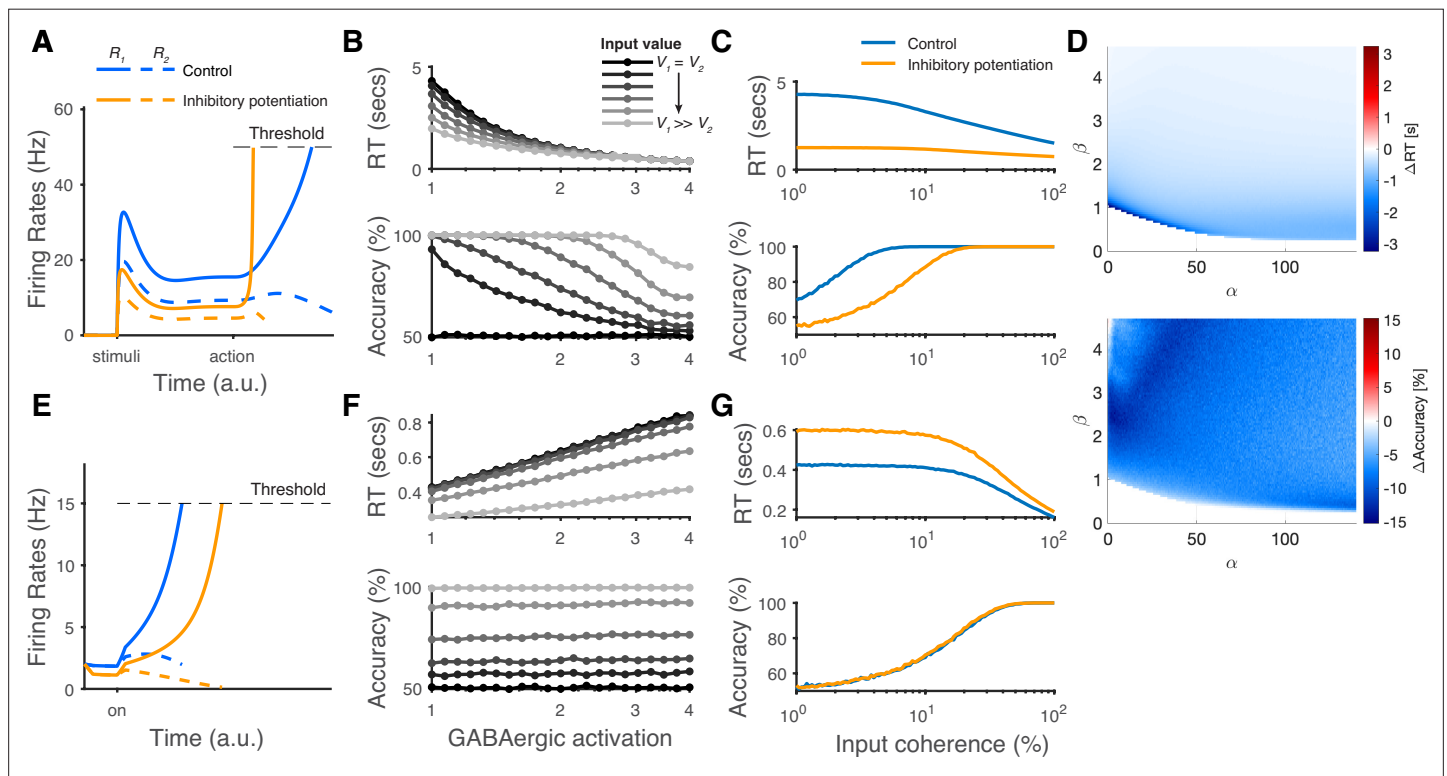 A
R1 R2
Control
Inhibitory potentiation
Threshold
60
40
20
0
Firing Rates (Hz)
stimuli action
Time (a.u.)
B
Input value
V1 = V2
V1 >> V2
5
0
RT (secs)
1 2 3 4
100
50
Accuracy (%)
1 2 3 4
C
Control
Inhibitory potentiation
5
0
RT (secs)
10^0 10^1 10^2
100
80
60
Accuracy (%)
10^0 10^1 10^2
D
4
3
2
1
0
β
0 50 100
α
3
2
1
0
-1
-2
-3
ΔRT [s]
4
3
2
1
0
β
0 50 100
α
15
10
5
0
-5
-10
-15
ΔAccuracy [%]
E
Threshold
15
10
5
0
Firing Rates (Hz)
on
Time (a.u.)
F
0.8
0.6
0.4
RT (secs)
1 2 3 4
100
50
Accuracy (%)
1 2 3 4
GABAergic activation
G
0.6
0.4
0.2
RT (secs)
10^0 10^1 10^2
100
80
60
Accuracy (%)
10^0 10^1 10^2
Input coherence (%)